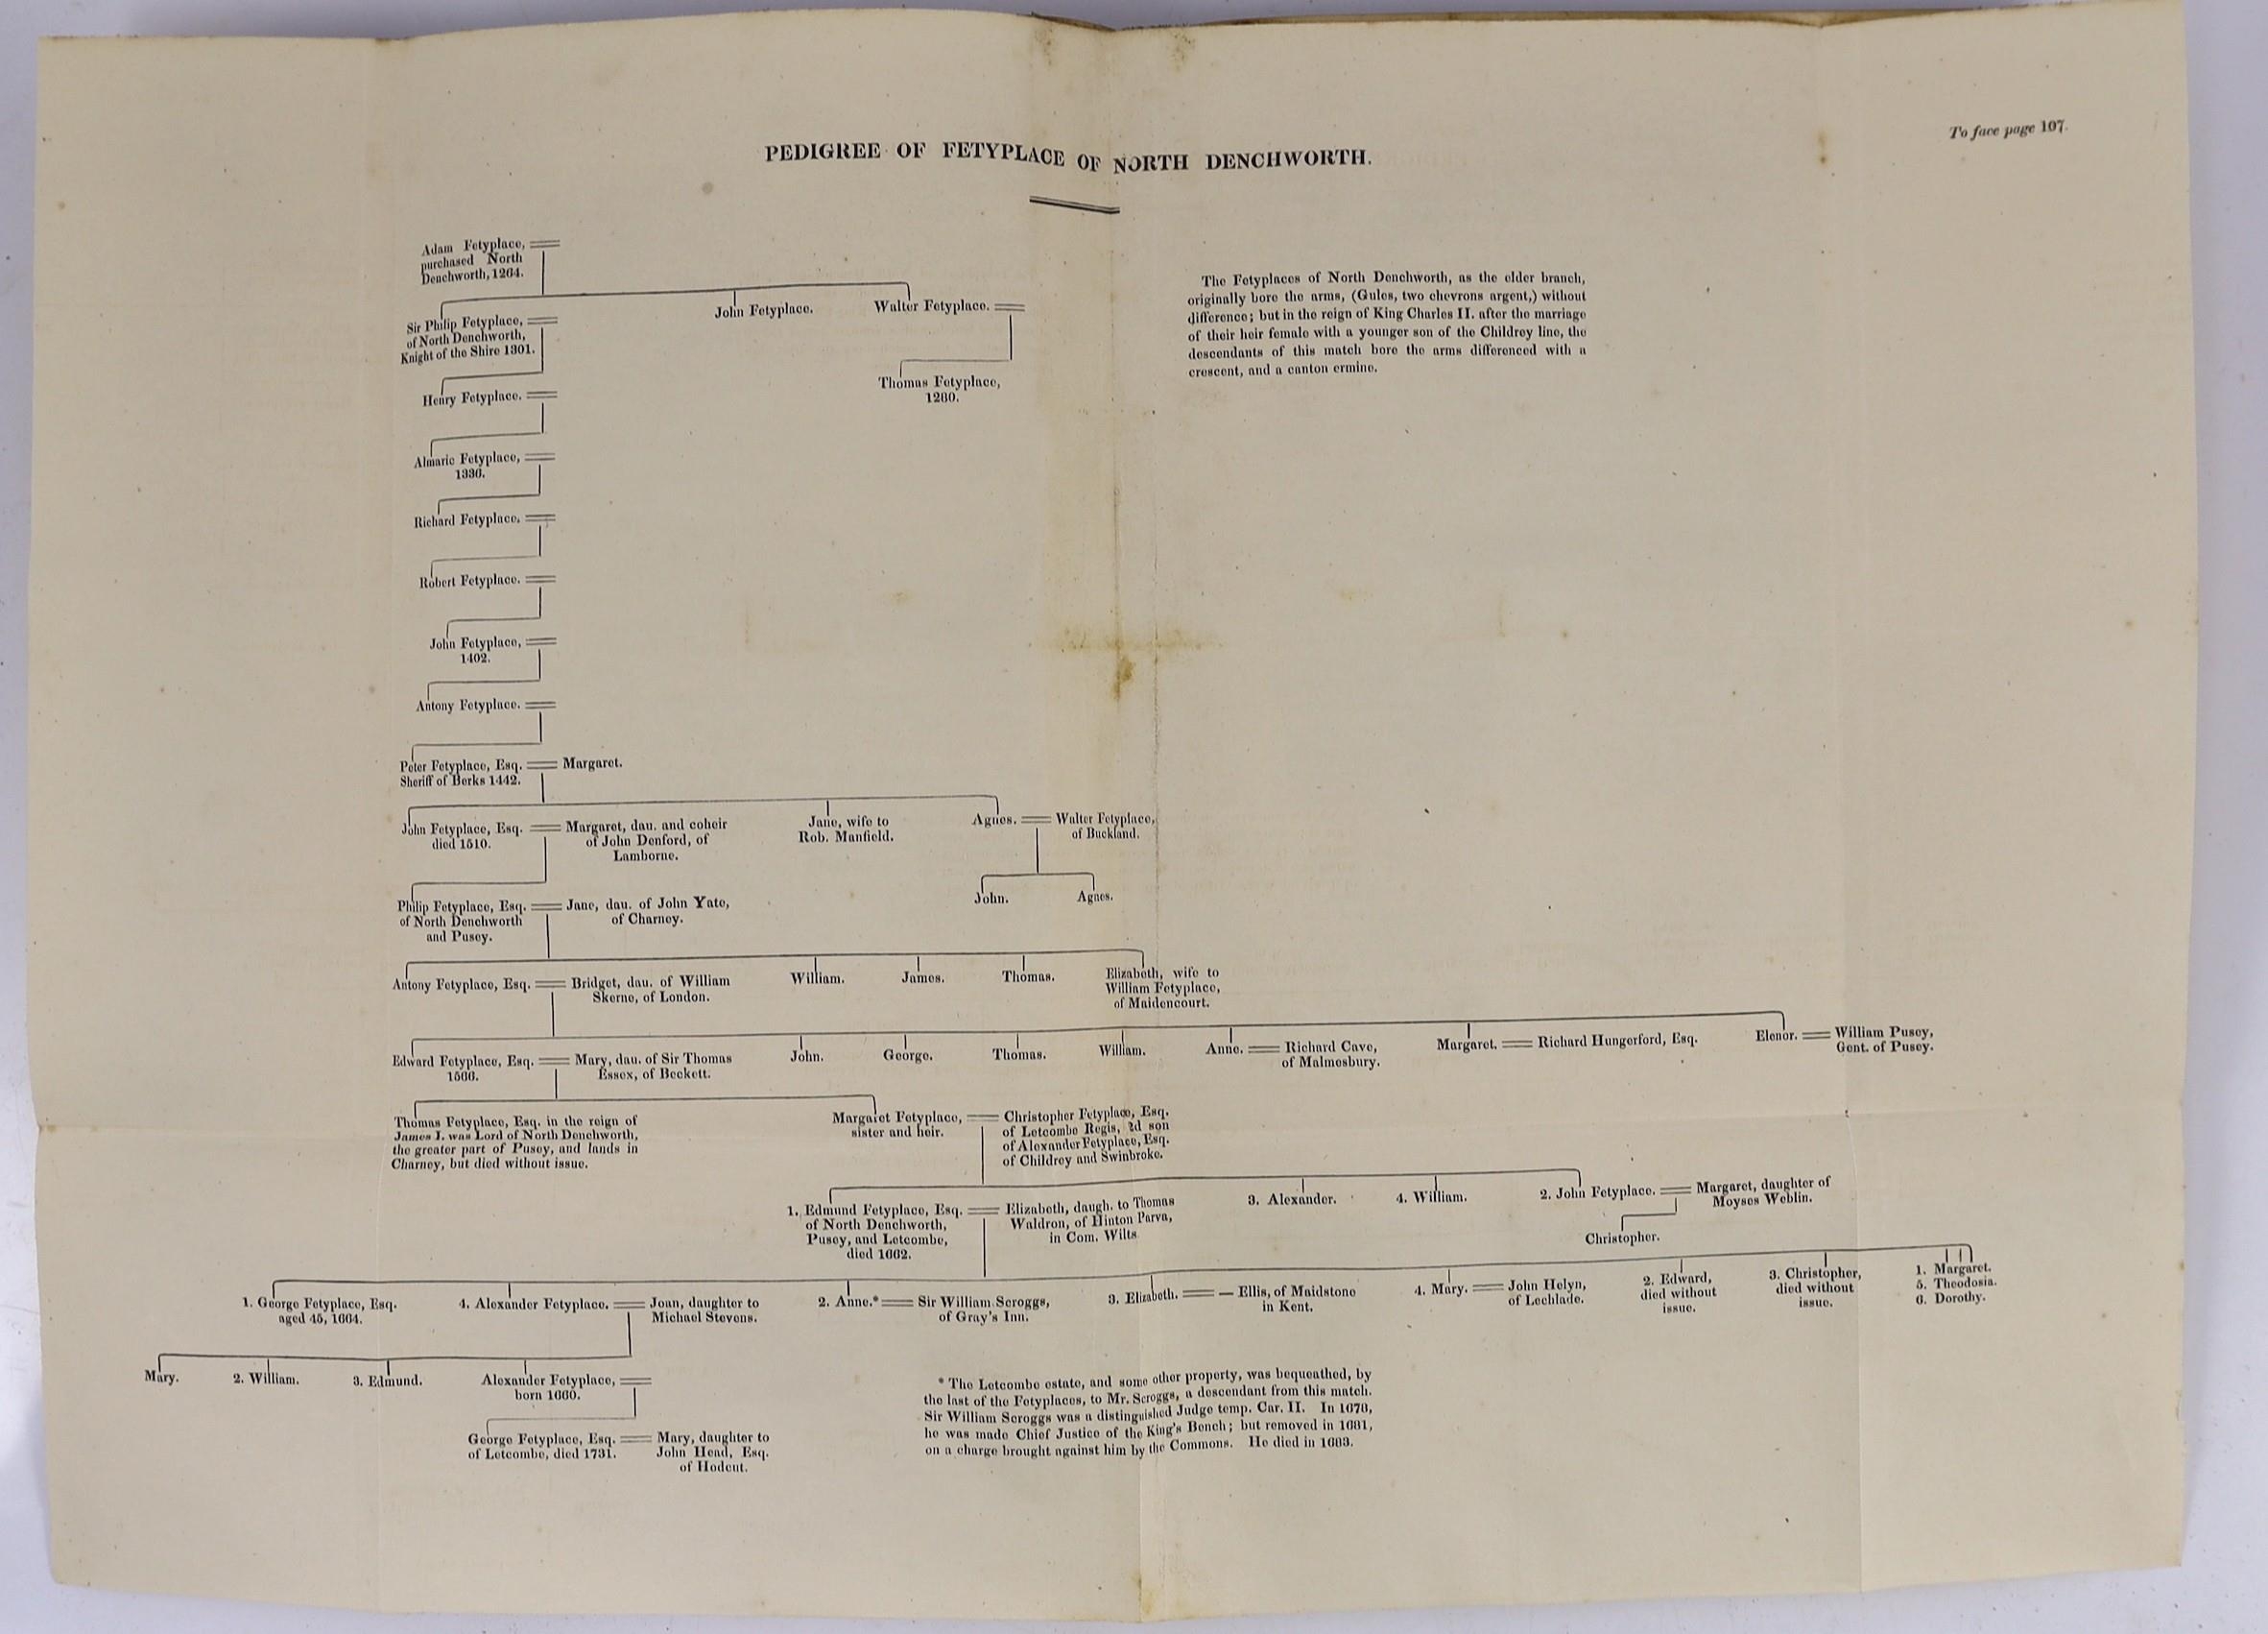 To face page 107.
PEDIGREE OF FETYPLACE OF NORTH DENCHWORTH.
Adam Fetyplace,
purchased North
Denchworth, 1264.
The Fetyplaces of North Denchworth, as the elder branch,
originally bore the arms, (Gules, two chevrons argent,) without
difference; but in the reign of King Charles II. after the marriage
of their heir female with a younger son of the Childrey line, the
descendants of this match bore the arms differenced with a
crescent, and a canton ermine.
Sir Philip Fetyplace,
of North Denchworth,
Knight of the Shire 1301.
John Fetyplace.
Walter Fetyplace.
Thomas Fetyplace,
1280.
Henry Fetyplace.
Almaric Fetyplace,
1336.
Richard Fetyplace.
Robert Fetyplace.
John Fetyplace,
1402.
Antony Fetyplace.
Peter Fetyplace, Esq.
Sheriff of Berks 1442.
Margaret.
John Fetyplace, Esq.
died 1510.
Margaret, dau. and coheir
of John Denford, of
Lamborne.
Jane, wife to
Rob. Manfield.
Agnes.
Walter Fetyplace,
of Buckland.
John.
Agnes.
Philip Fetyplace, Esq.
of North Denchworth
and Pusey.
Jane, dau. of John Yate,
of Charney.
Antony Fetyplace, Esq.
Bridget, dau. of William
Skerne, of London.
William.
James.
Thomas.
Elizabeth, wife to
William Fetyplace,
of Maidencourt.
Edward Fetyplace, Esq.
1566.
Mary, dau. of Sir Thomas
Essex, of Beckett.
John.
George.
Thomas.
William.
Anne.
Richard Cave,
of Malmesbury.
Margaret.
Richard Hungerford, Esq.
Elenor.
William Pusey,
Gent. of Pusey.
Thomas Fetyplace, Esq. in the reign of
James I. was Lord of North Denchworth,
the greater part of Pusey, and lands in
Charney, but died without issue.
Margaret Fetyplace,
sister and heir.
Christopher Fetyplace, Esq.
of Letcombe Regis, 2d son
of Alexander Fetyplace, Esq.
of Childrey and Swinbroke.
1. Edmund Fetyplace, Esq.
of North Denchworth,
Pusey, and Letcombe,
died 1662.
Elizabeth, daugh. to Thomas
Waldron, of Hinton Parva,
in Com. Wilts
3. Alexander.
4. William.
2. John Fetyplace.
Margaret, daughter of
Moyses Weblin.
Christopher.
1. George Fetyplace, Esq.
aged 45, 1664.
4. Alexander Fetyplace.
Joan, daughter to
Michael Stevens.
2. Anne.*
Sir William Scroggs,
of Gray's Inn.
3. Elizabeth.
— Ellis, of Maidstone
in Kent.
4. Mary.
John Helyn,
of Lechlade.
2. Edward,
died without
issue.
3. Christopher,
died without
issue.
1. Margaret.
5. Theodosia.
6. Dorothy.
Mary.
2. William.
3. Edmund.
Alexander Fetyplace,
born 1660.
George Fetyplace, Esq.
of Letcombe, died 1731.
Mary, daughter to
John Head, Esq.
of Hodcut.
* The Letcombe estate, and some other property, was bequeathed, by
the last of the Fetyplaces, to Mr. Scroggs, a descendant from this match.
Sir William Scroggs was a distinguished Judge temp. Car. II. In 1678,
he was made Chief Justice of the King's Bench; but removed in 1681,
on a charge brought against him by the Commons. He died in 1683.